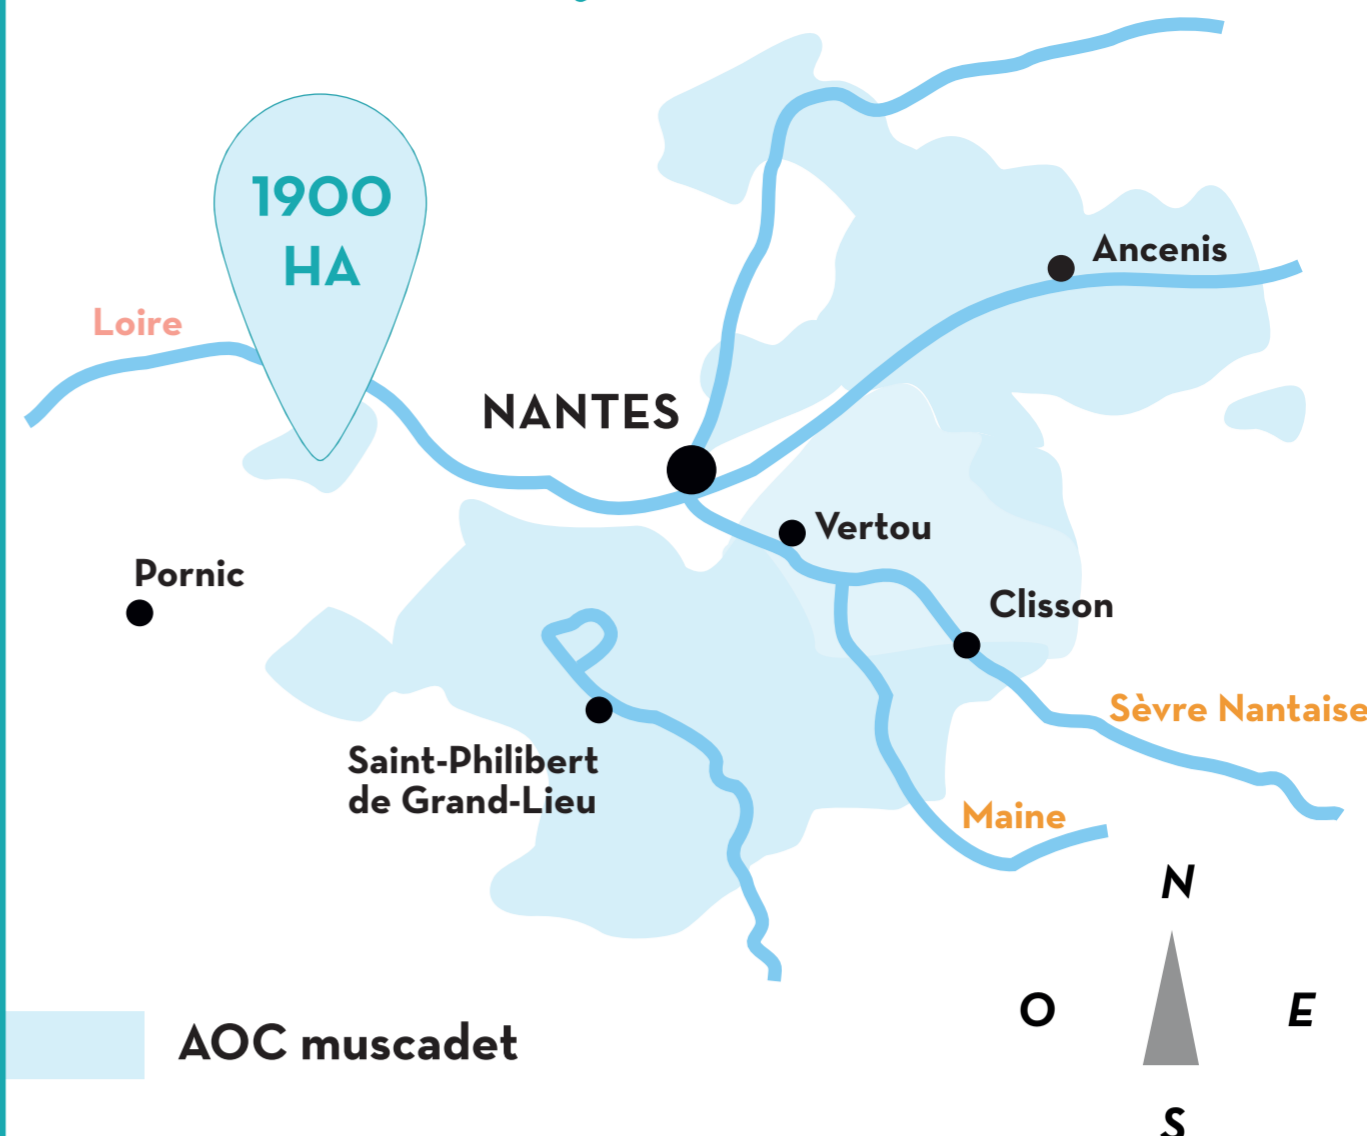 1900
HA
Loire
Ancenis
NANTES
Vertou
Pornic
Clisson
Sèvre Nantaise
Saint-Philibert
de Grand-Lieu
Maine
N
O
E
S
AOC muscadet